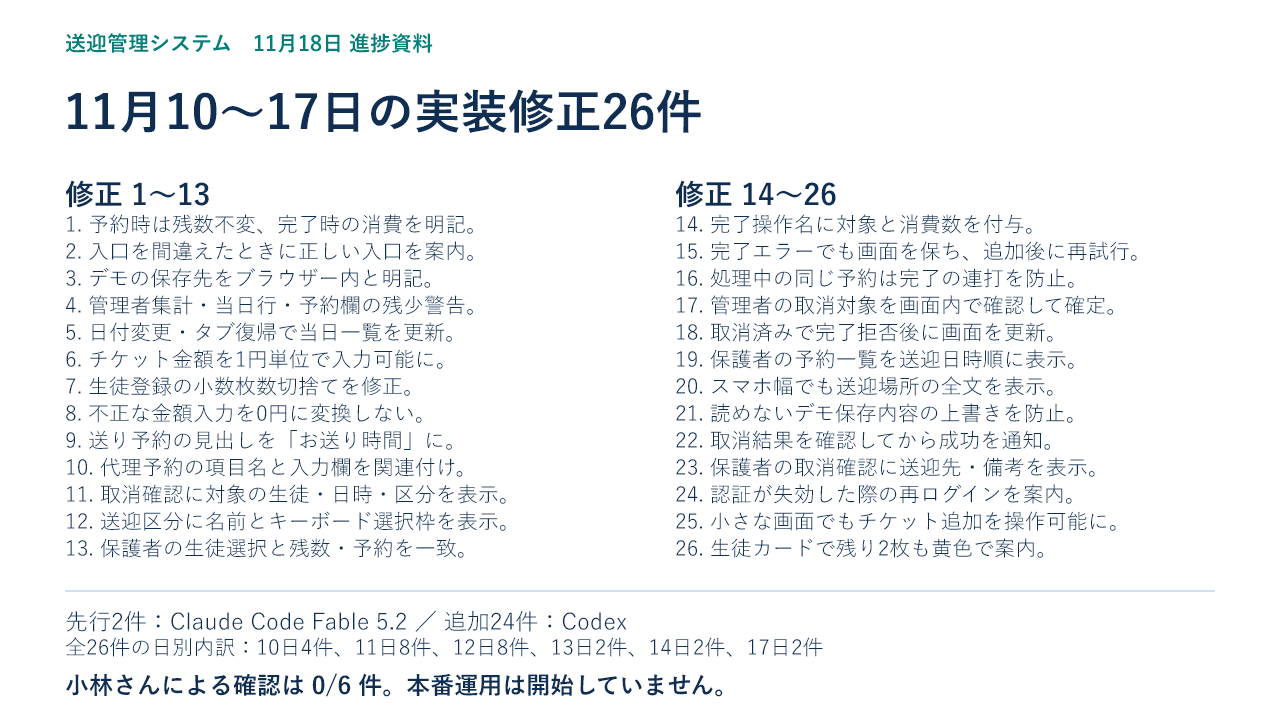 送迎管理システム　11月18日 進捗資料
11月10〜17日の実装修正26件
修正 1〜13
1. 予約時は残数不変、完了時の消費を明記。
2. 入口を間違えたときに正しい入口を案内。
3. デモの保存先をブラウザー内と明記。
4. 管理者集計・当日行・予約欄の残少警告。
5. 日付変更・タブ復帰で当日一覧を更新。
6. チケット金額を1円単位で入力可能に。
7. 生徒登録の小数枚数切捨てを修正。
8. 不正な金額入力を0円に変換しない。
9. 送り予約の見出しを「お送り時間」に。
10. 代理予約の項目名と入力欄を関連付け。
11. 取消確認に対象の生徒・日時・区分を表示。
12. 送迎区分に名前とキーボード選択枠を表示。
13. 保護者の生徒選択と残数・予約を一致。
修正 14〜26
14. 完了操作名に対象と消費数を付与。
15. 完了エラーでも画面を保ち、追加後に再試行。
16. 処理中の同じ予約は完了の連打を防止。
17. 管理者の取消対象を画面内で確認して確定。
18. 取消済みで完了拒否後に画面を更新。
19. 保護者の予約一覧を送迎日時順に表示。
20. スマホ幅でも送迎場所の全文を表示。
21. 読めないデモ保存内容の上書きを防止。
22. 取消結果を確認してから成功を通知。
23. 保護者の取消確認に送迎先・備考を表示。
24. 認証が失効した際の再ログインを案内。
25. 小さな画面でもチケット追加を操作可能に。
26. 生徒カードで残り2枚も黄色で案内。
先行2件：Claude Code Fable 5.2 ／ 追加24件：Codex
全26件の日別内訳：10日4件、11日8件、12日8件、13日2件、14日2件、17日2件
小林さんによる確認は 0/6 件。本番運用は開始していません。